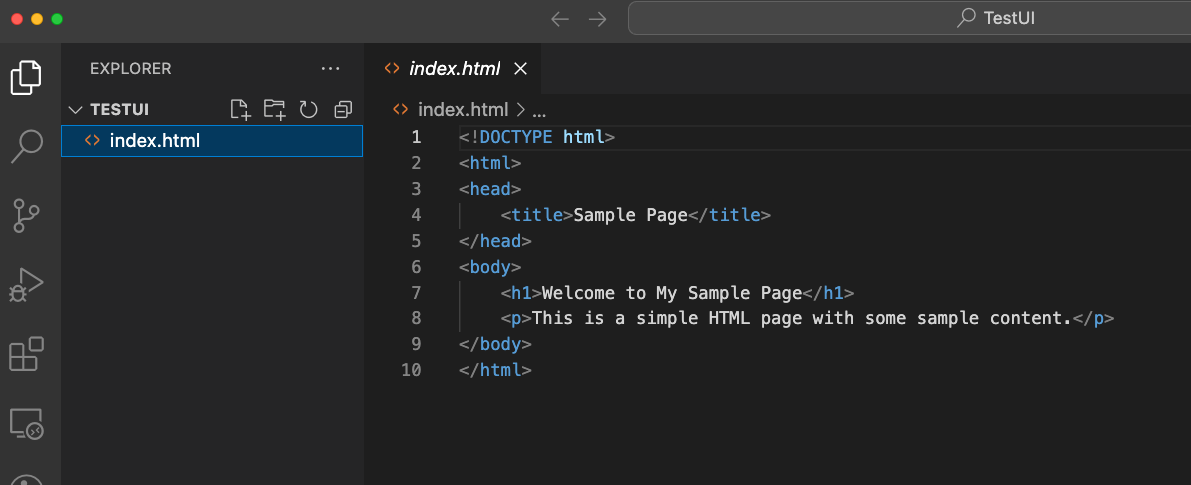 TestUI
EXPLORER
TESTUI
index.html
index.html
index.html > ...
1 <!DOCTYPE html>
2 <html>
3 <head>
4     <title>Sample Page</title>
5 </head>
6 <body>
7     <h1>Welcome to My Sample Page</h1>
8     <p>This is a simple HTML page with some sample content.</p>
9 </body>
10 </html>